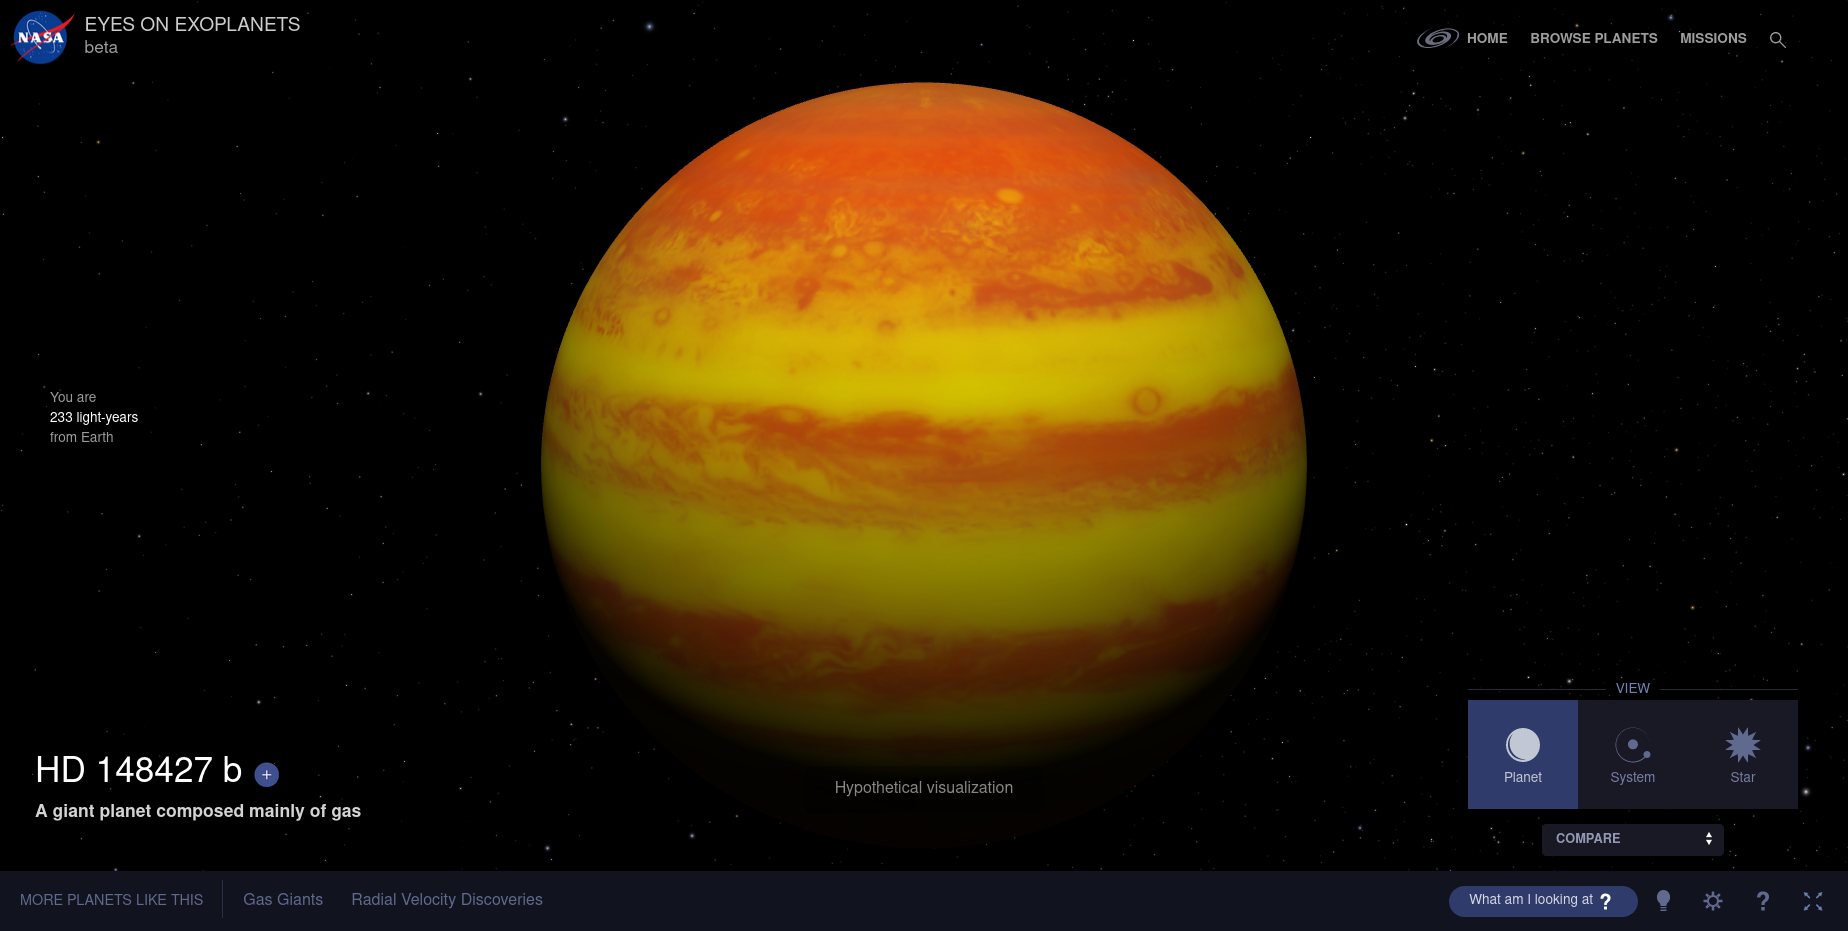 NASA
EYES ON EXOPLANETS
beta
HOME
BROWSE PLANETS
MISSIONS
You are
233 light-years
from Earth
HD 148427 b +
A giant planet composed mainly of gas
Hypothetical visualization
VIEW
Planet
System
Star
COMPARE
MORE PLANETS LIKE THIS
Gas Giants
Radial Velocity Discoveries
What am I looking at ?
?